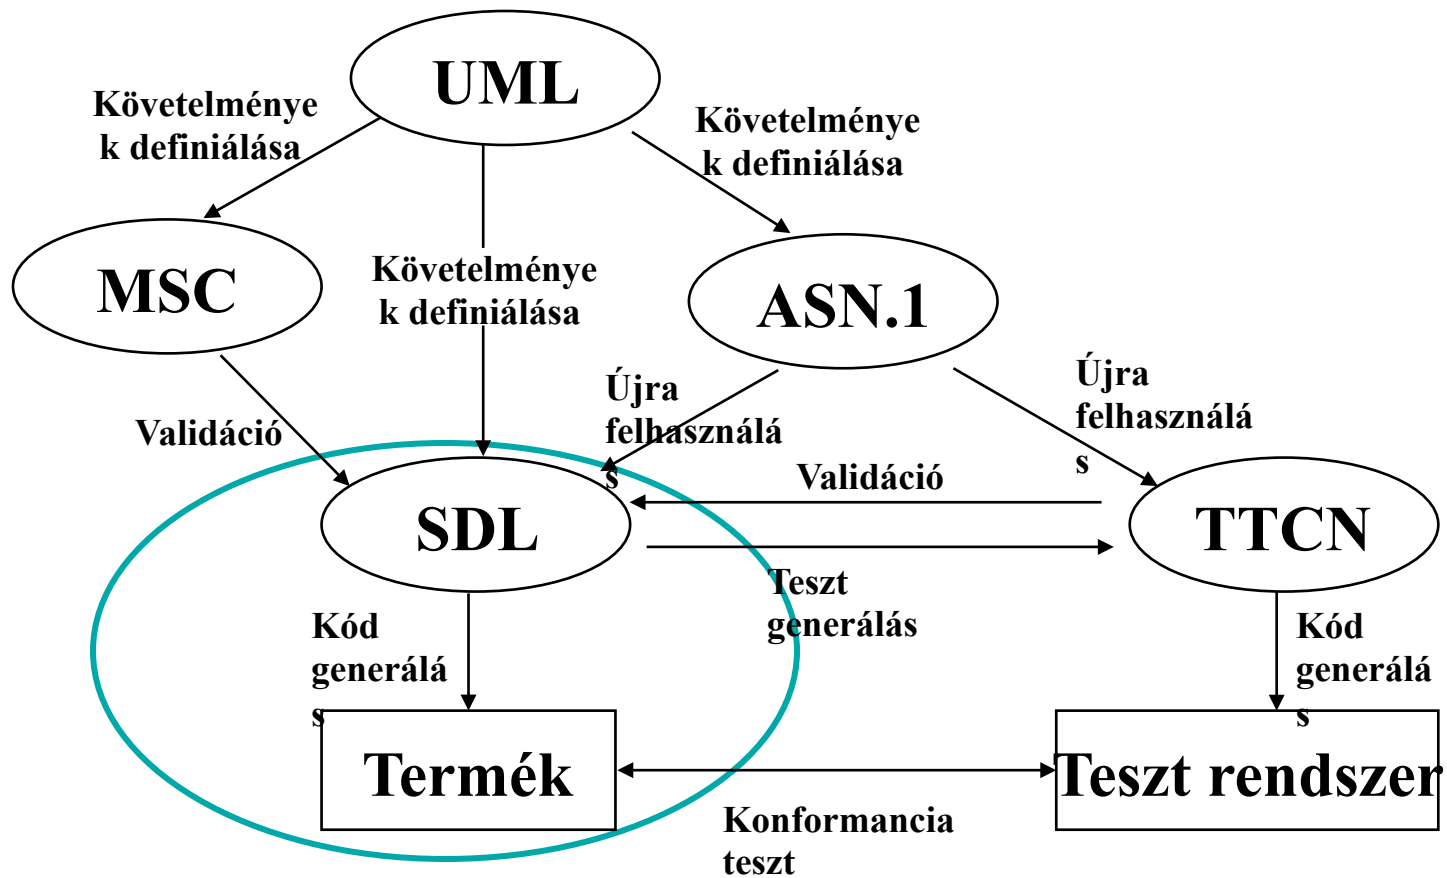 UML
Követelménye
k definiálása
Követelménye
k definiálása
MSC
Követelménye
k definiálása
ASN.1
Validáció
Újra
felhasználá
s
Újra
felhasználá
s
Validáció
SDL
TTCN
Teszt
generálás
Kód
generálá
s
Kód
generálá
s
Termék
Teszt rendszer
Konformancia
teszt